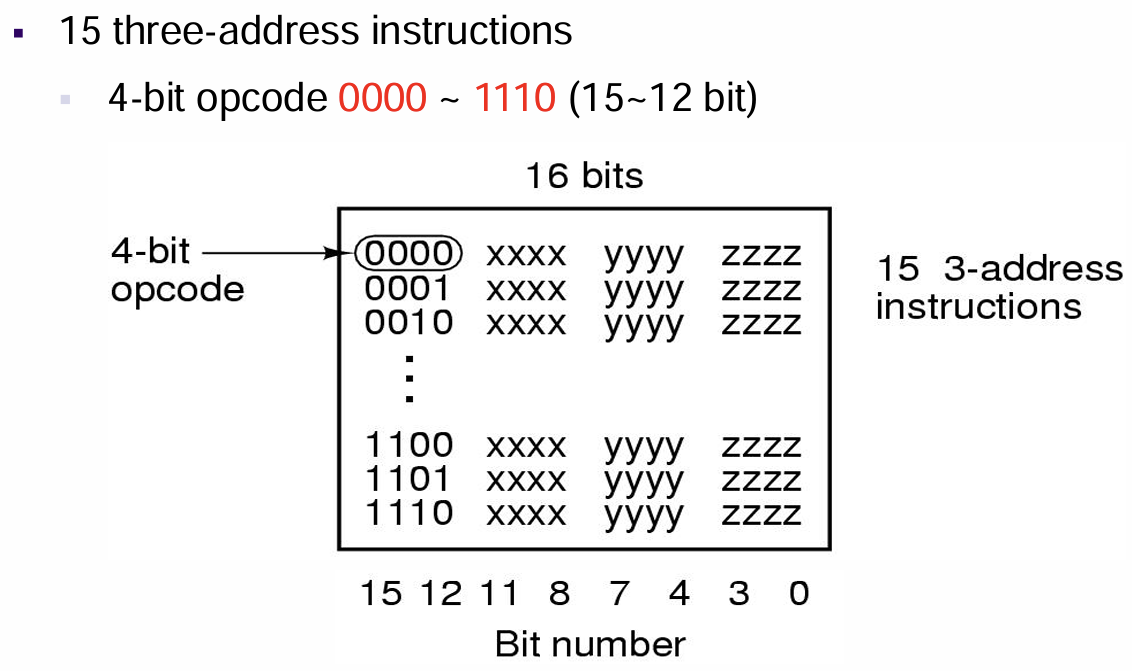 15 three-address instructions
4-bit opcode 0000 ~ 1110 (15~12 bit)
16 bits
4-bit opcode
0000 xxxx yyyy zzzz
0001 xxxx yyyy zzzz
0010 xxxx yyyy zzzz
15 3-address instructions
1100 xxxx yyyy zzzz
1101 xxxx yyyy zzzz
1110 xxxx yyyy zzzz
15 12 11 8 7 4 3 0
Bit number